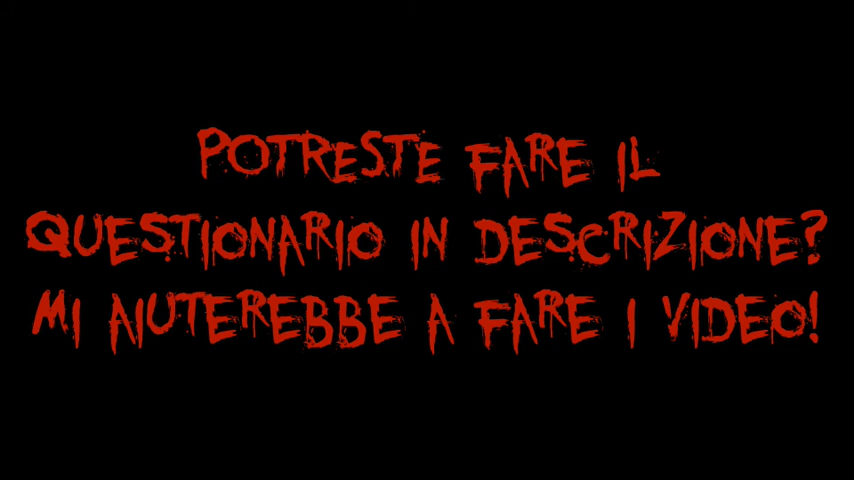 POTRESTE FARE IL
QUESTIONARIO IN DESCRIZIONE?
MI AIUTEREBBE A FARE I VIDEO!